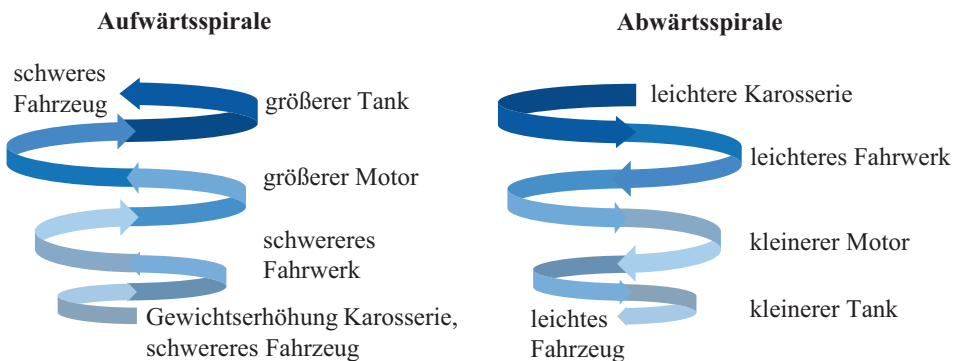 Aufwärtsspirale
schweres
Fahrzeug
größerer Tank
größerer Motor
schwereres
Fahrwerk
Gewichtserhöhung Karosserie,
schwereres Fahrzeug
Abwärtsspirale
leichtere Karosserie
leichteres Fahrwerk
kleinerer Motor
kleinerer Tank
leichtes
Fahrzeug